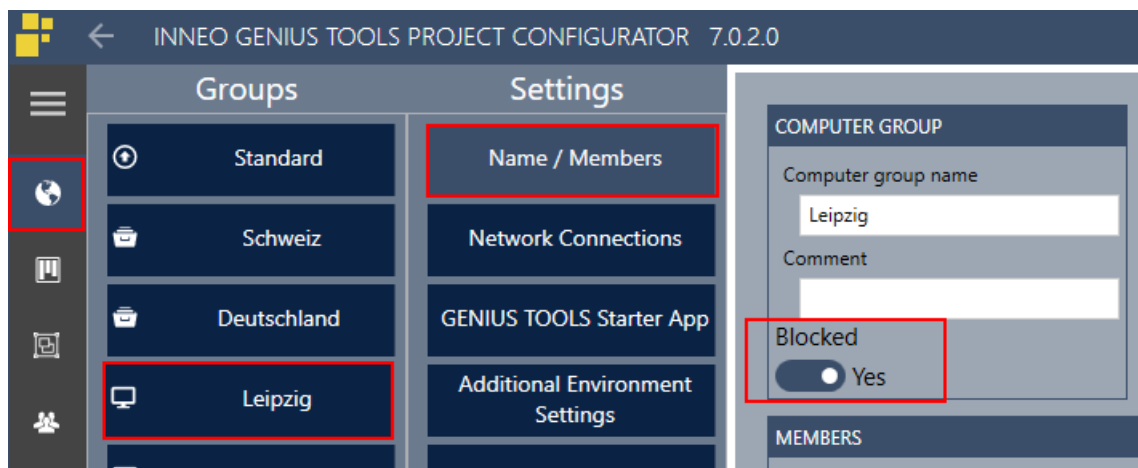 INNEO GENIUS TOOLS PROJECT CONFIGURATOR 7.0.2.0
Groups
Standard
Schweiz
Deutschland
Leipzig
Settings
Name / Members
Network Connections
GENIUS TOOLS Starter App
Additional Environment
Settings
COMPUTER GROUP
Computer group name
Leipzig
Comment
Blocked
Yes
MEMBERS